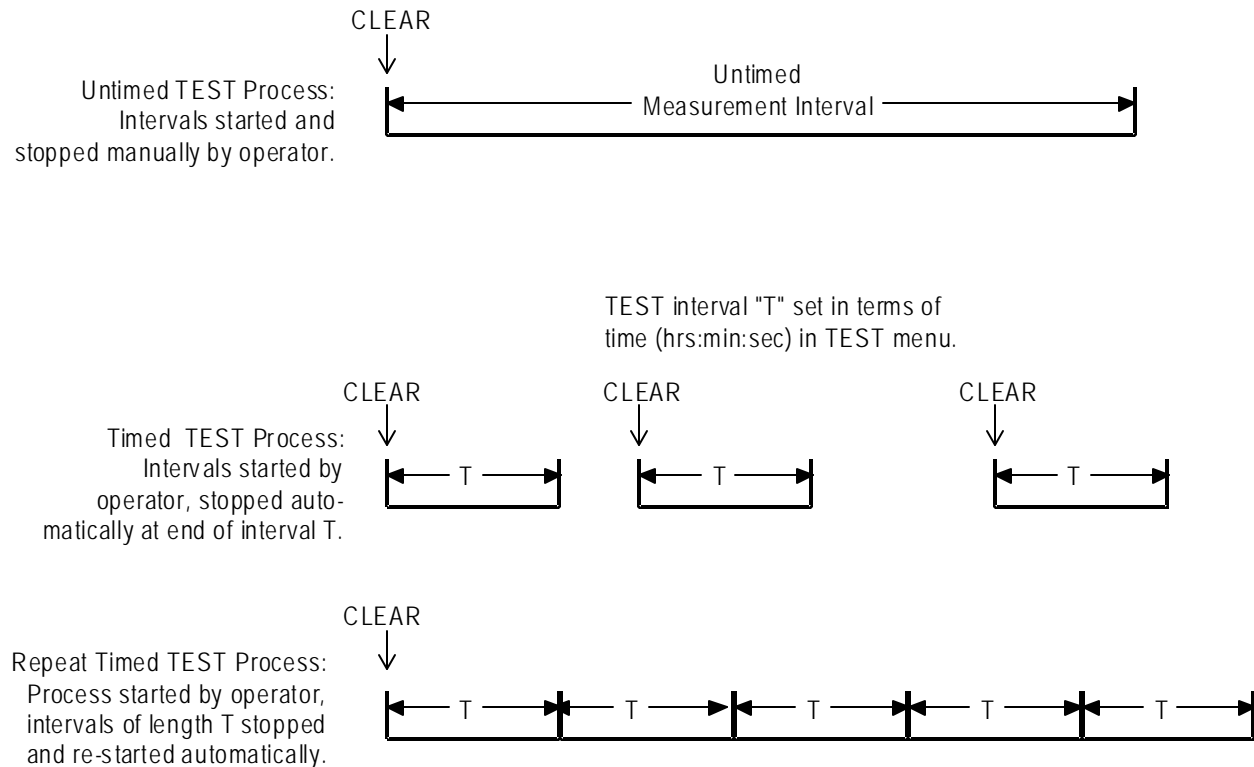 CLEAR
Untimed TEST Process:
Intervals started and
stopped manually by operator.
Untimed
Measurement Interval
TEST interval "T" set in terms of
time (hrs:min:sec) in TEST menu.
CLEAR CLEAR CLEAR
Timed TEST Process:
Intervals started by
operator, stopped auto-
matically at end of interval T.
T T T
CLEAR
Repeat Timed TEST Process:
Process started by operator,
intervals of length T stopped
and re-started automatically.
T T T T T